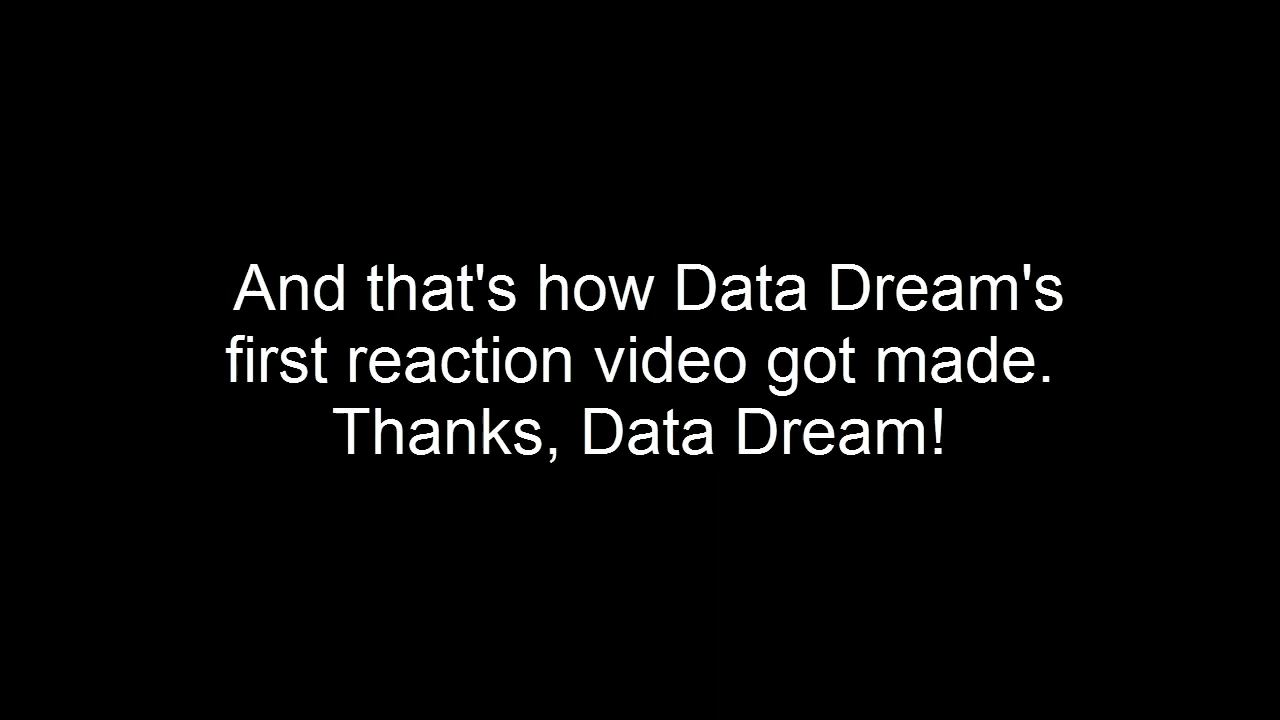 And that's how Data Dream's
first reaction video got made.
Thanks, Data Dream!